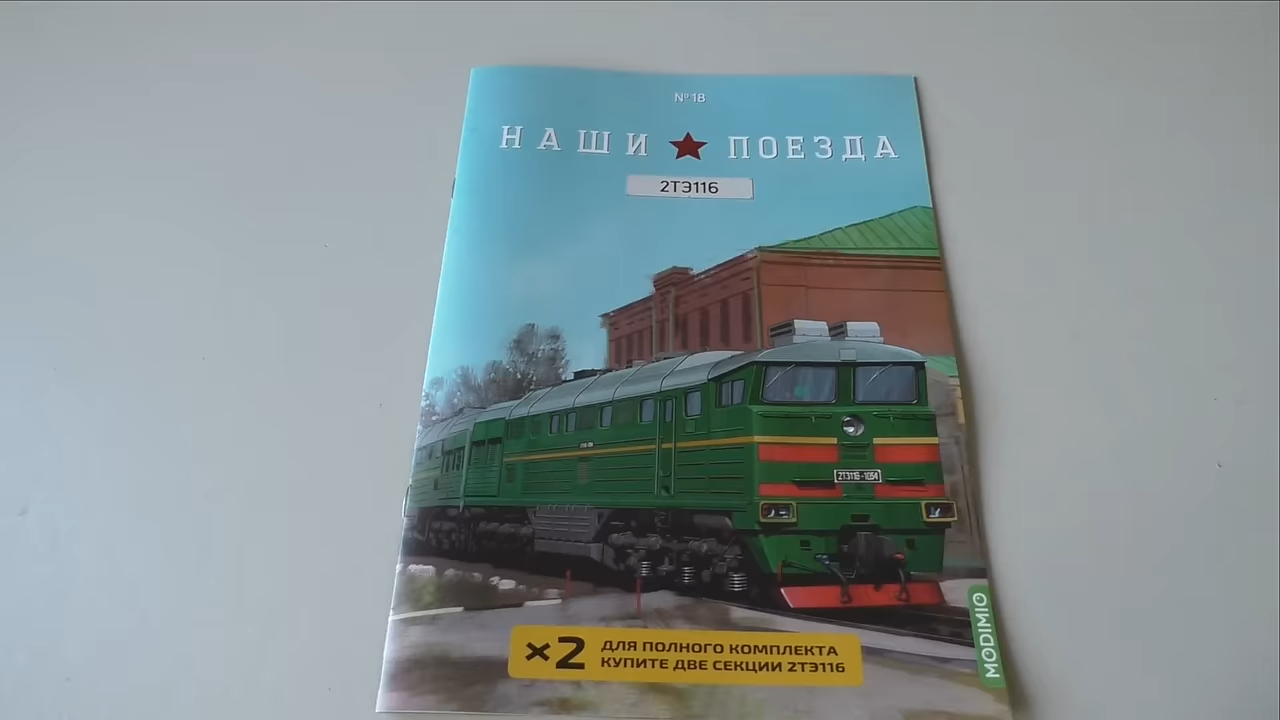 №18
НАШИ ★ ПОЕЗДА
2ТЭ116
2ТЭ116-1054
×2 ДЛЯ ПОЛНОГО КОМПЛЕКТА
КУПИТЕ ДВЕ СЕКЦИИ 2ТЭ116
MODIMIO